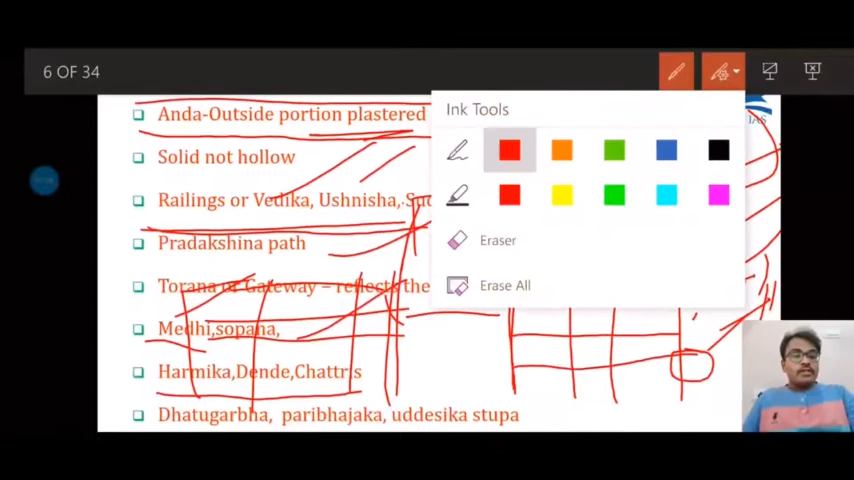 6 OF 34
Ink Tools
Eraser
Erase All
IAS
Anda-Outside portion plastered
Solid not hollow
Railings or Vedika, Ushnisha,
Pradakshina path
Torana or Gateway – reflects the
Medhi,sopana,
Harmika,Dende,Chattris
Dhatugarbha, paribhajaka, uddesika stupa